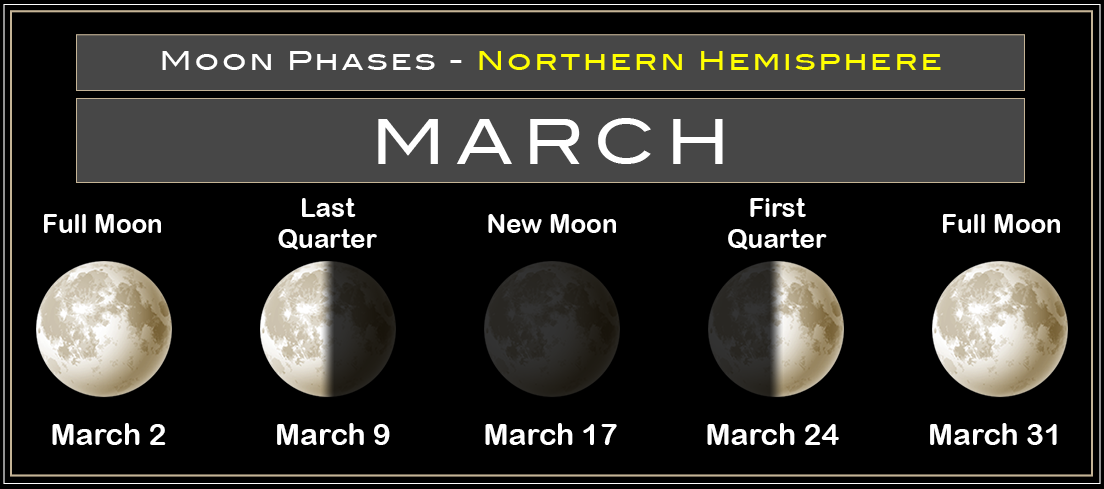 Moon Phases - Northern Hemisphere
MARCH
Full Moon
Last
Quarter
New Moon
First
Quarter
Full Moon
March 2
March 9
March 17
March 24
March 31